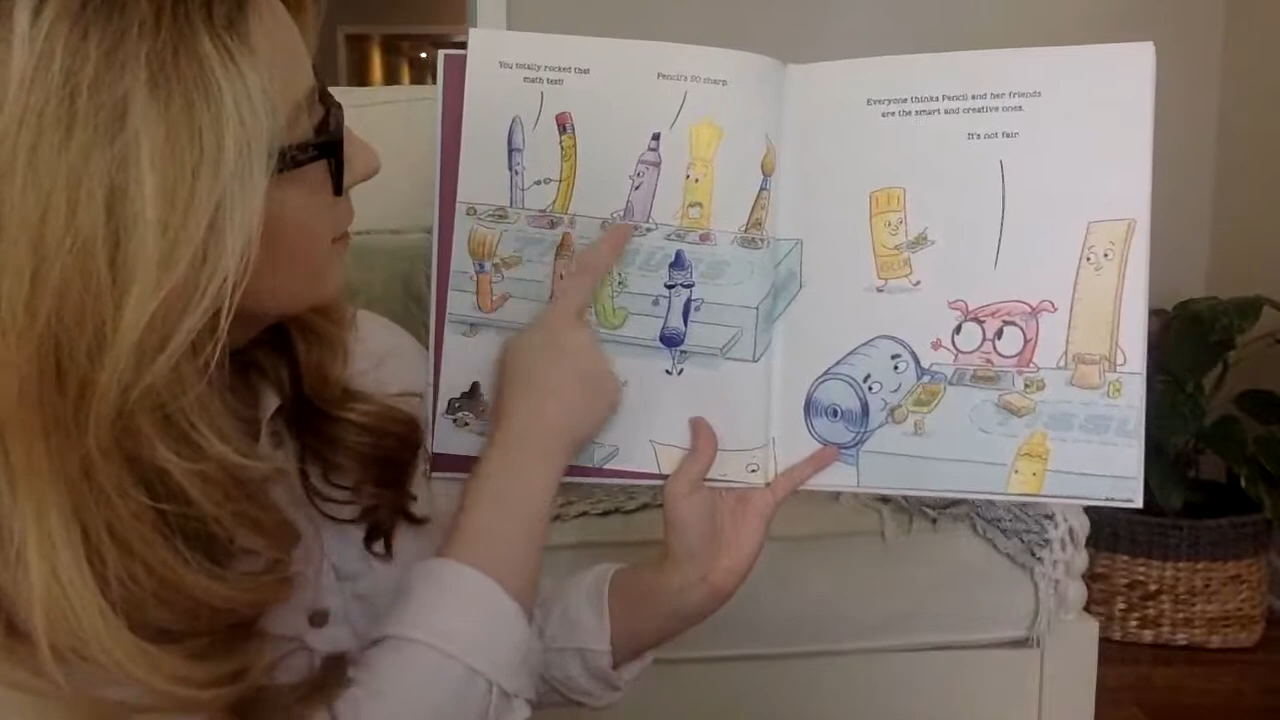 You totally rocked that
math test!
Pencil's SO sharp.
Everyone thinks Pencil and her friends
are the smart and creative ones.
It's not fair.
GLUE